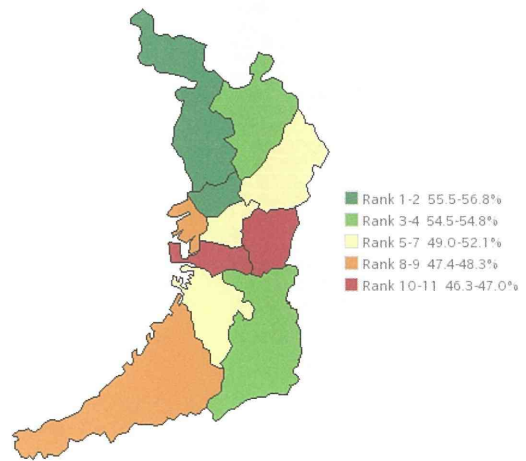 Rank 1-2 55.5-56.8%
Rank 3-4 54.5-54.8%
Rank 5-7 49.0-52.1%
Rank 8-9 47.4-48.3%
Rank 10-11 46.3-47.0%